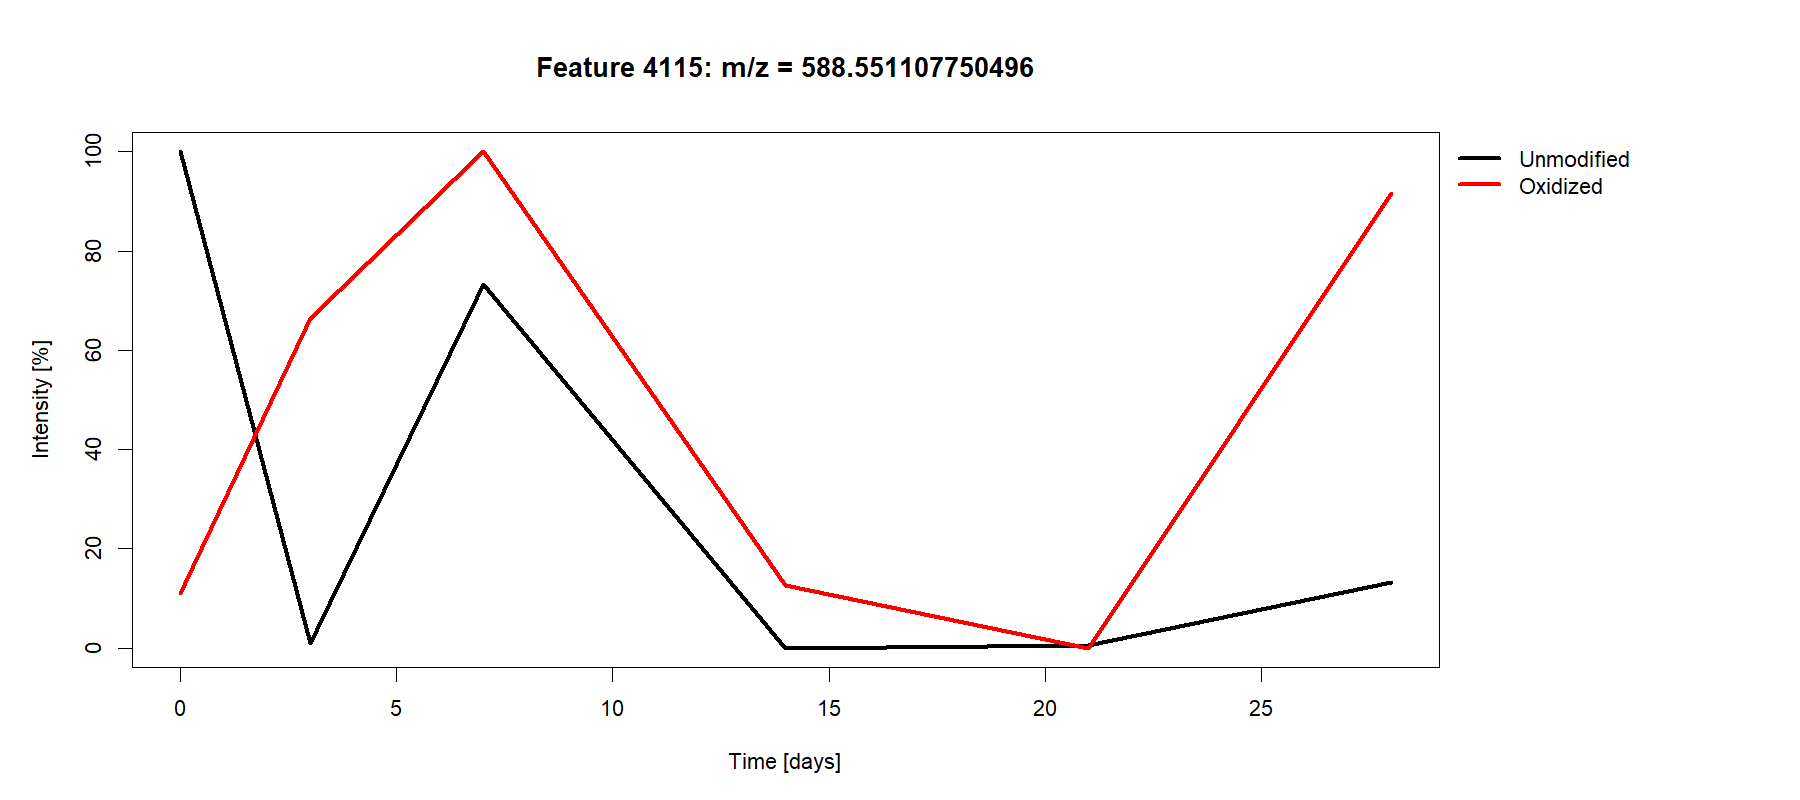 Feature 4115: m/z = 588.551107750496
Unmodified
Oxidized
Intensity [%]
100
80
60
40
20
0
0 5 10 15 20 25
Time [days]